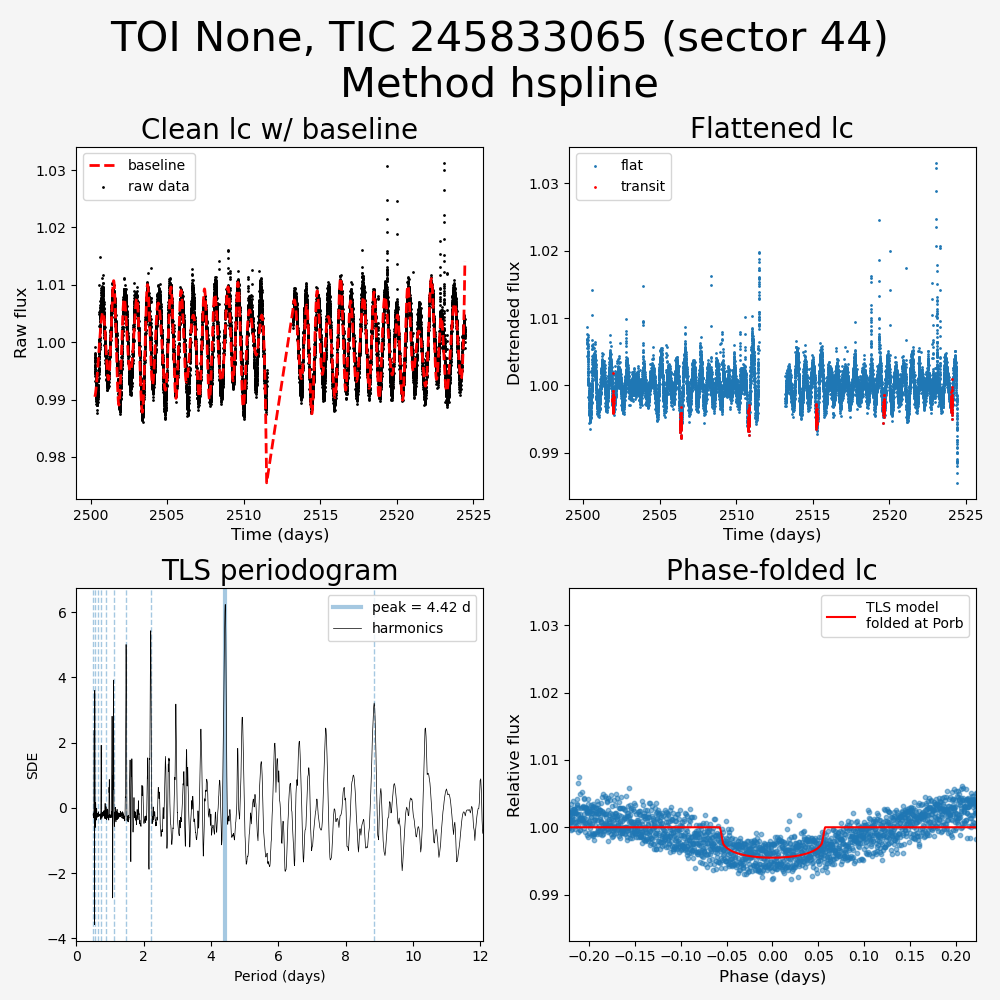 TOI None, TIC 245833065 (sector 44)
Method hspline
Clean lc w/ baseline
baseline
raw data
1.03
1.02
1.01
1.00
0.99
0.98
Raw flux
2500
2505
2510
2515
2520
2525
Time (days)
Flattened lc
flat
transit
1.03
1.02
1.01
1.00
0.99
Detrended flux
2500
2505
2510
2515
2520
2525
Time (days)
TLS periodogram
peak = 4.42 d
harmonics
6
4
2
0
−2
−4
SDE
0
2
4
6
8
10
12
Period (days)
Phase-folded lc
TLS model
folded at Porb
1.03
1.02
1.01
1.00
0.99
Relative flux
−0.20
−0.15
−0.10
−0.05
0.00
0.05
0.10
0.15
0.20
Phase (days)